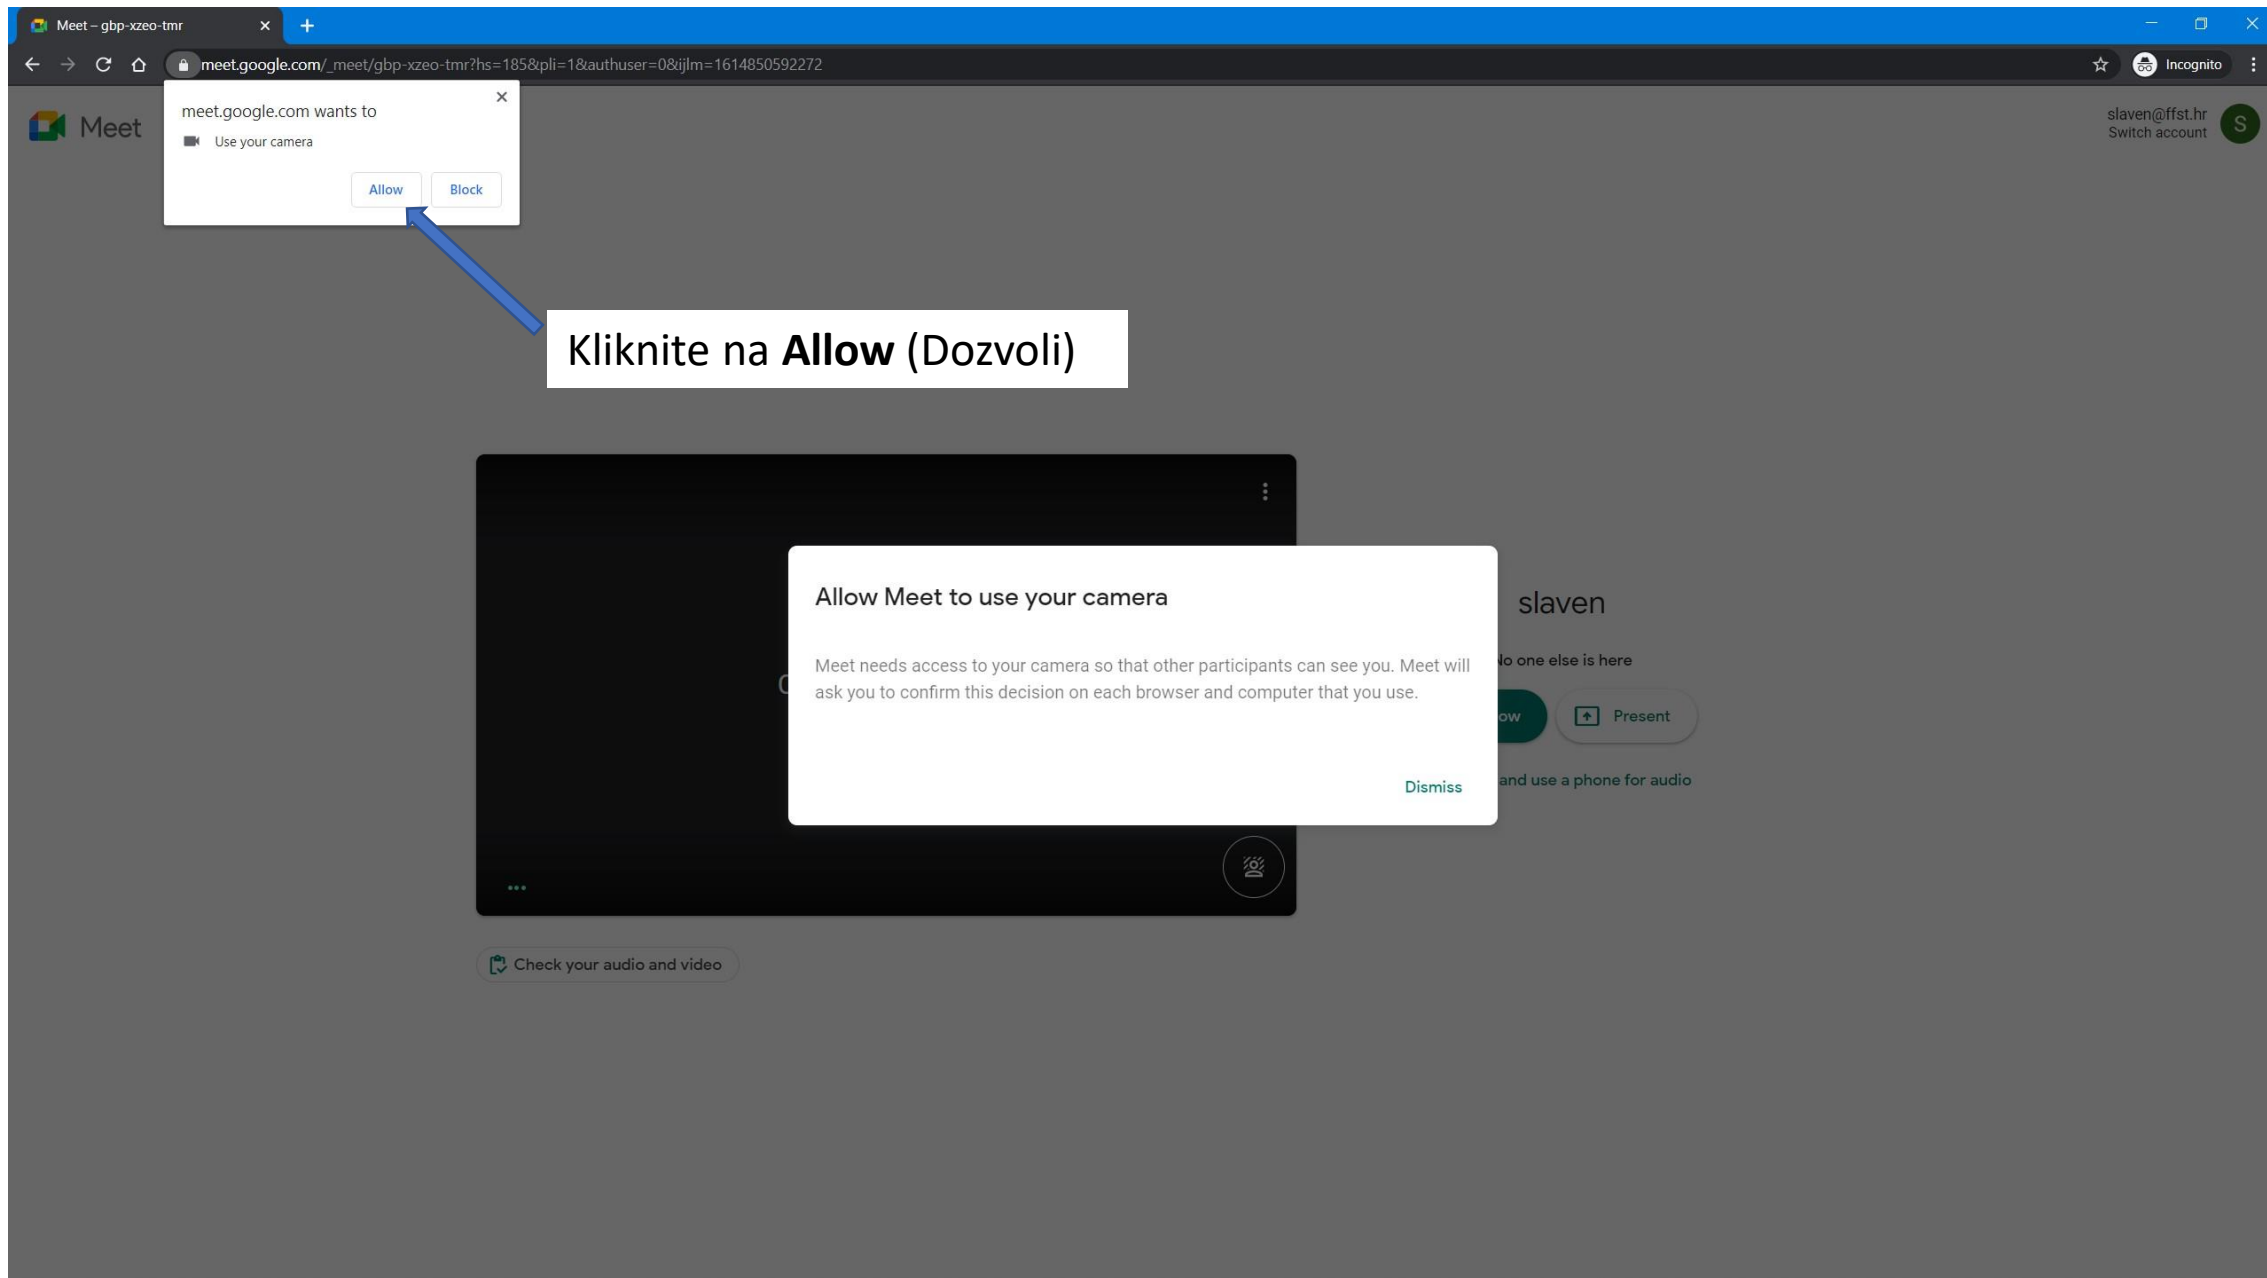 Meet – gbp-xzeo-tmr
meet.google.com/_meet/gbp-xzeo-tmr?hs=185&pli=1&authuser=0&ijlm=1614850592272
Incognito
meet.google.com wants to
Use your camera
Allow Block
Meet
slaven@ffst.hr
Switch account
S
Kliknite na Allow (Dozvoli)
Allow Meet to use your camera
Meet needs access to your camera so that other participants can see you. Meet will
ask you to confirm this decision on each browser and computer that you use.
Dismiss
slaven
one else is here
Present
and use a phone for audio
Check your audio and video